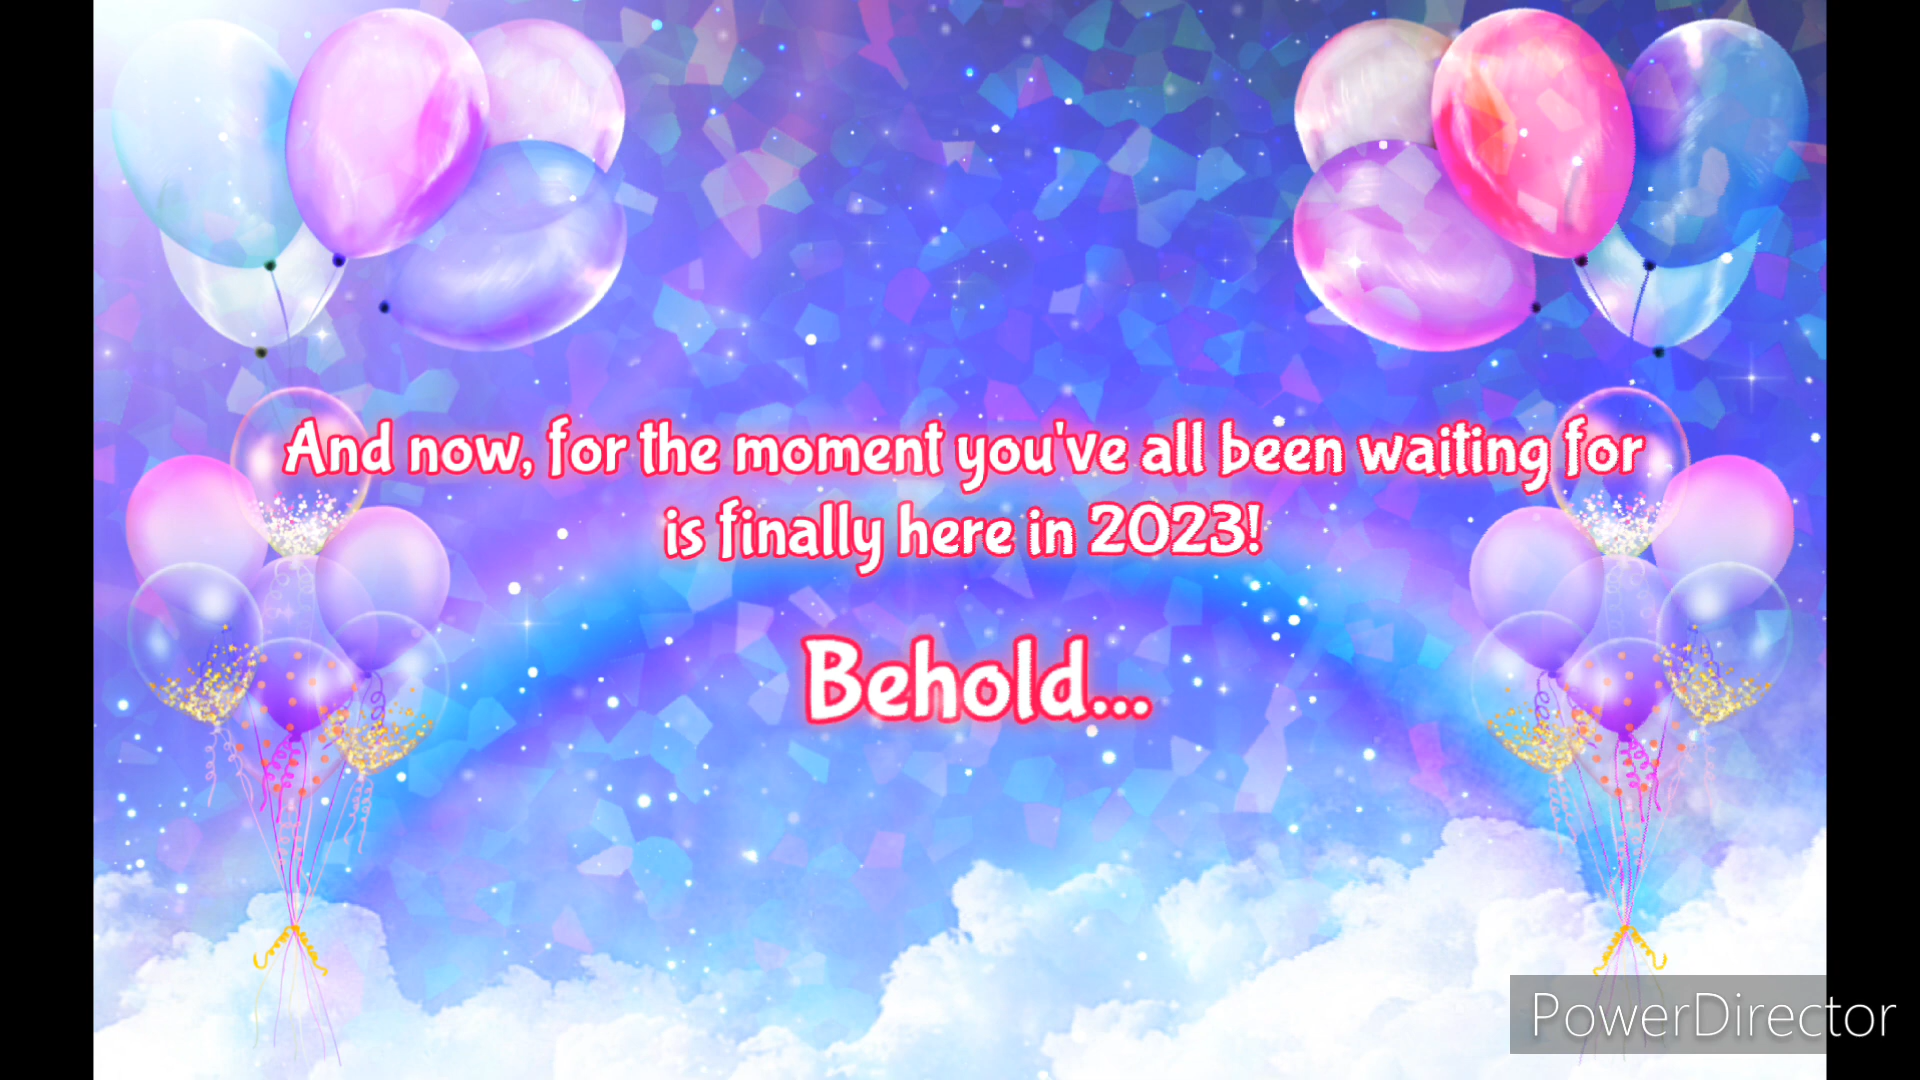 And now, for the moment you've all been waiting for
is finally here in 2023!
Behold...
PowerDirector